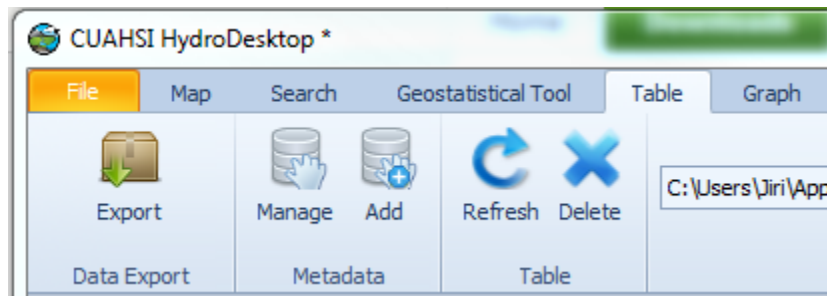 CUAHSI HydroDesktop *
File Map Search Geostatistical Tool Table Graph
Export Manage Add Refresh Delete C:\Users\Jiri\App
Data Export Metadata Table